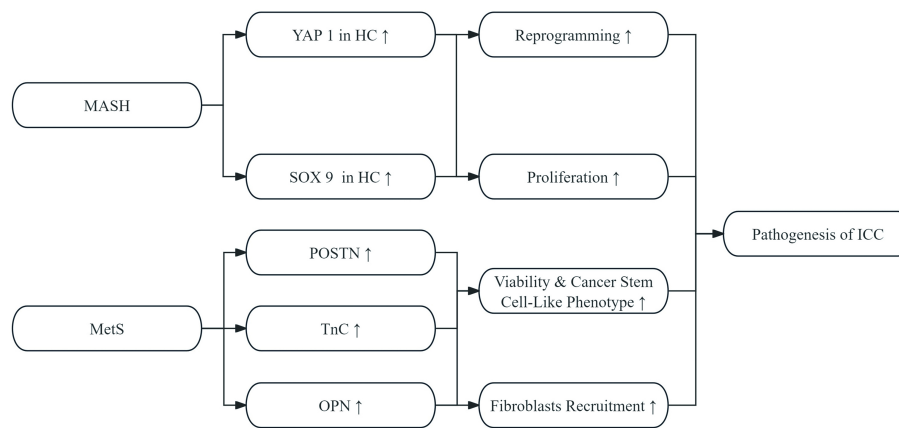 YAP 1 in HC ↑
Reprogramming ↑
MASH
SOX 9 in HC ↑
Proliferation ↑
Pathogenesis of ICC
POSTN ↑
Viability & Cancer Stem
Cell-Like Phenotype ↑
MetS
TnC ↑
OPN ↑
Fibroblasts Recruitment ↑